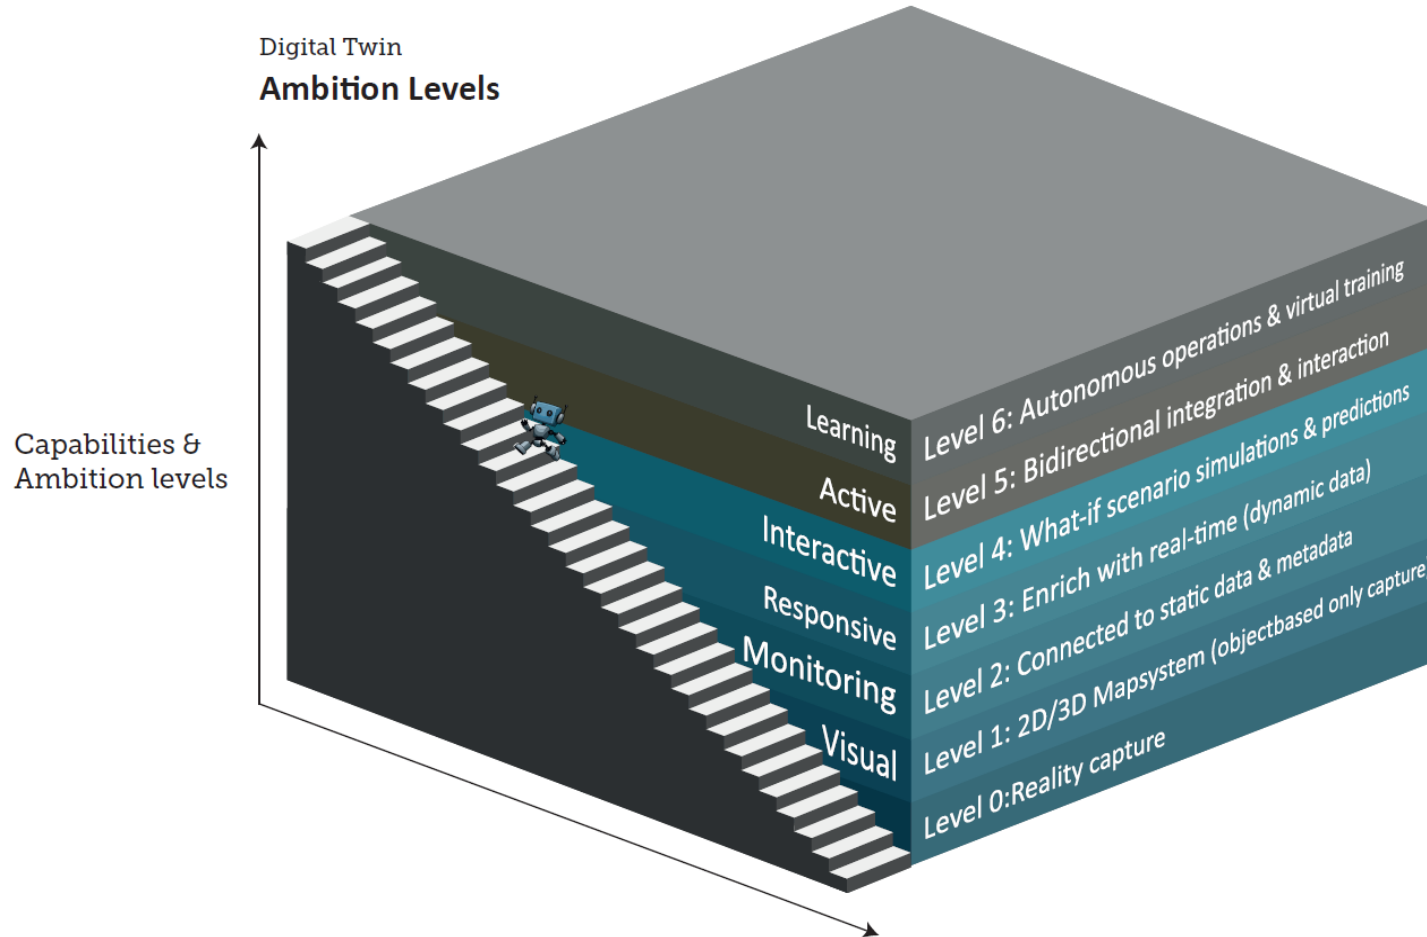 Digital Twin
Ambition Levels
Capabilities &
Ambition levels
Learning
Active
Interactive
Responsive
Monitoring
Visual
Level 6: Autonomous operations & virtual training
Level 5: Bidirectional integration & interaction
Level 4: What-if scenario simulations & predictions
Level 3: Enrich with real-time (dynamic data)
Level 2: Connected to static data & metadata
Level 1: 2D/3D Mapsystem (objectbased only capture
Level 0:Reality capture